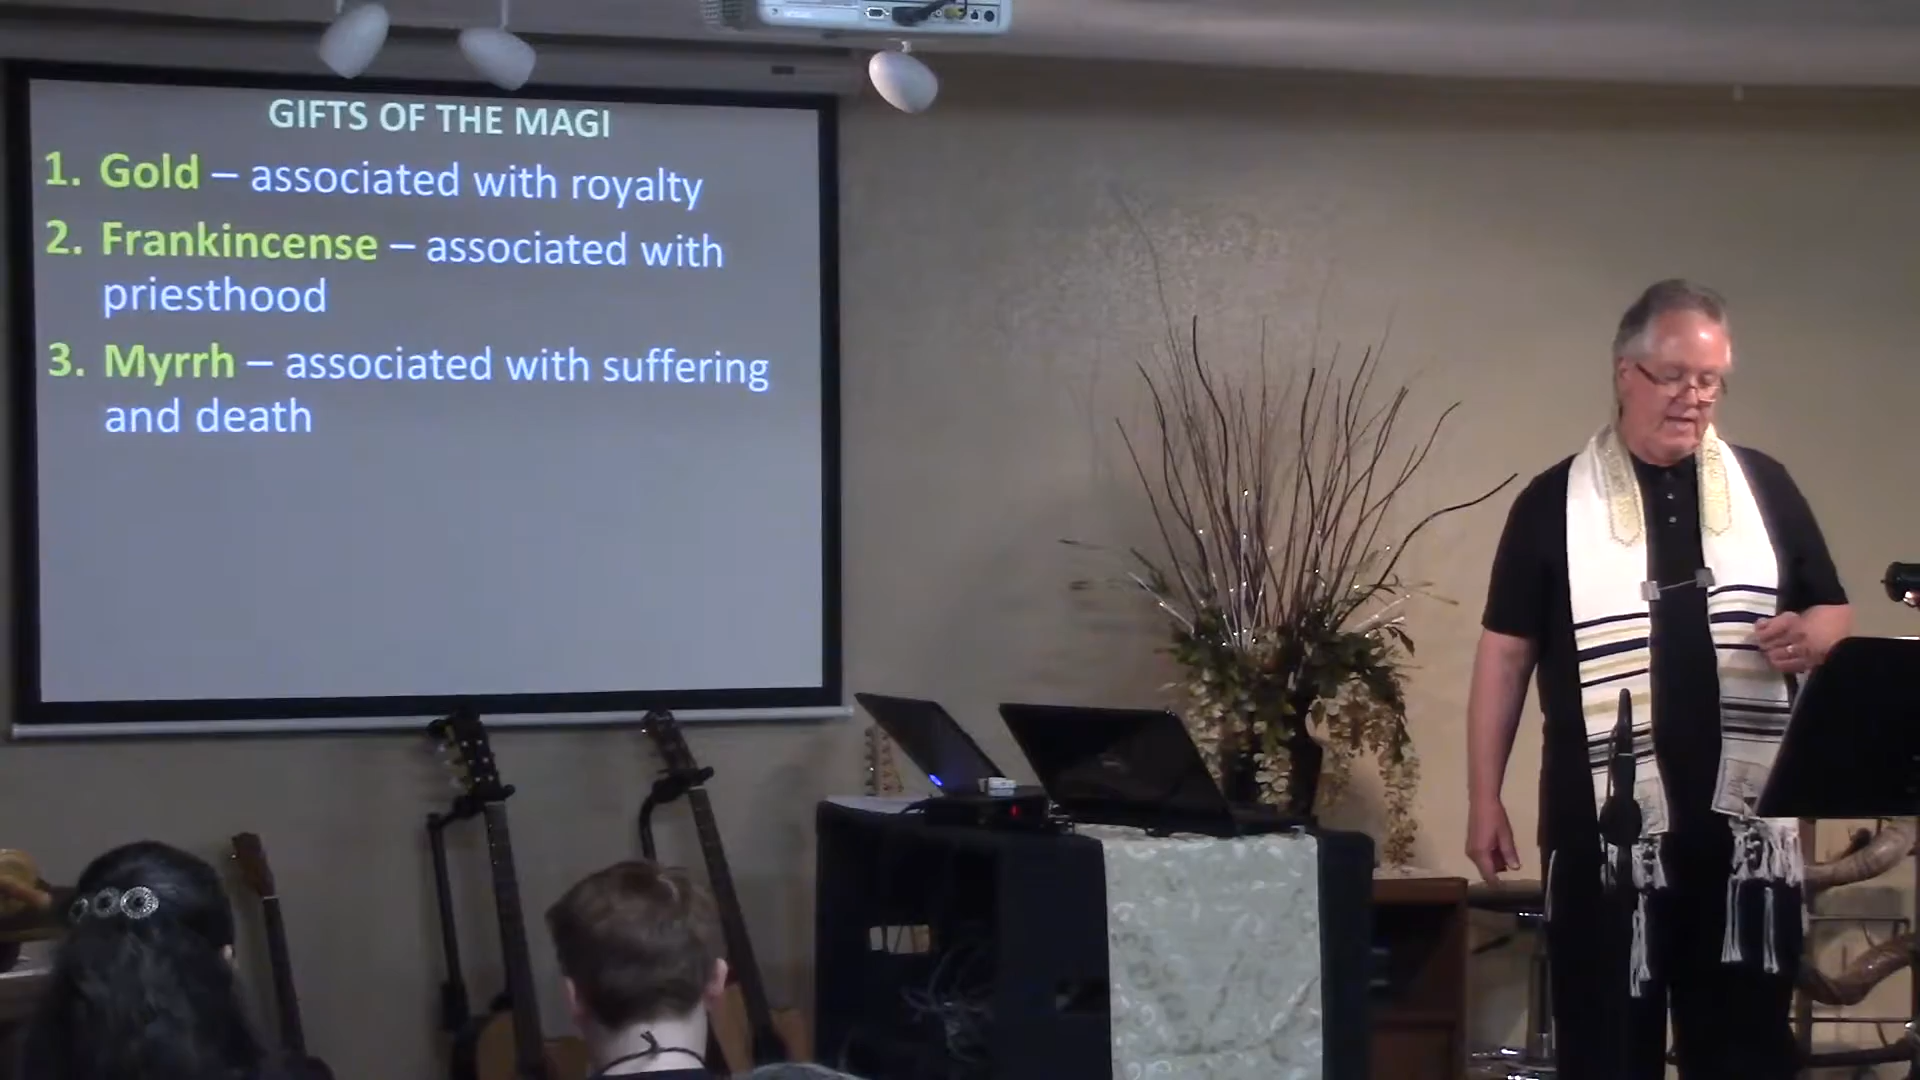 GIFTS OF THE MAGI
1. Gold – associated with royalty
2. Frankincense – associated with
priesthood
3. Myrrh – associated with suffering
and death